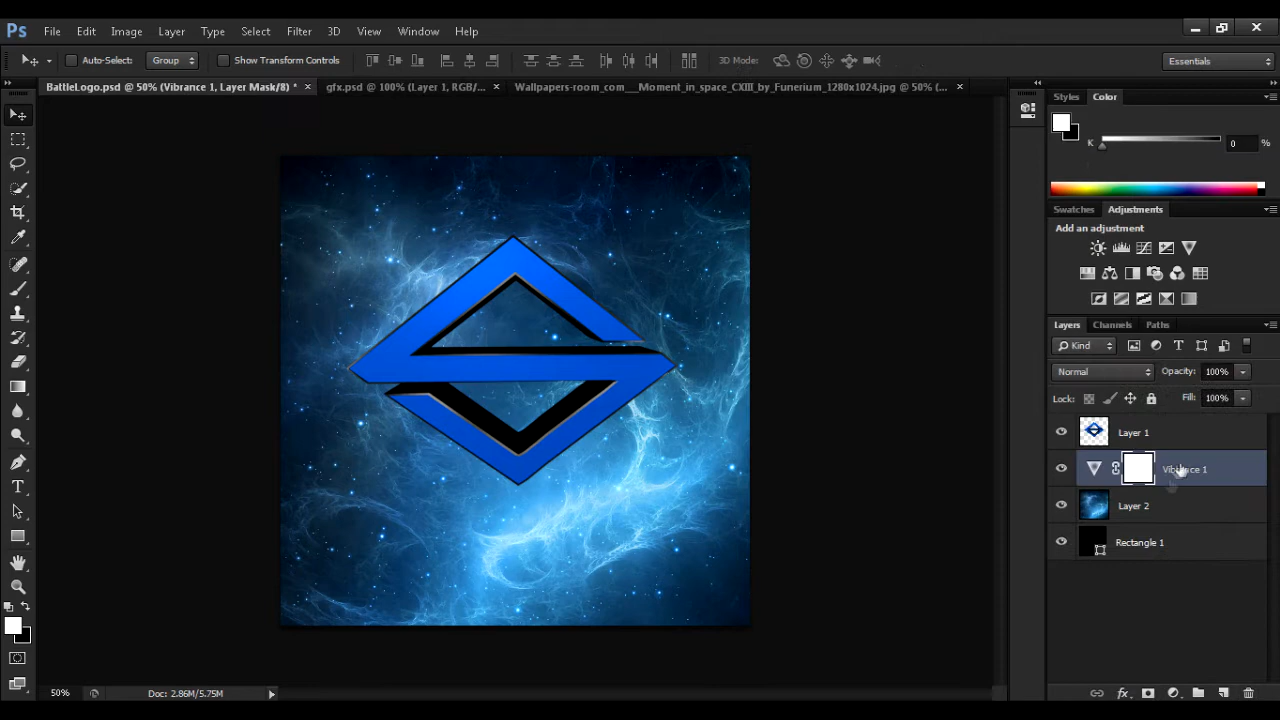 Ps File Edit Image Layer Type Select Filter 3D View Window Help
Auto-Select: Group Show Transform Controls 3D Mode: Essentials
BattleLogo.psd @ 50% (Vibrance 1, Layer Mask/8) * × gfx.psd @ 100% (Layer 1, RGB/... × Wallpapers-room_com___Moment_in_space_CXIII_by_Funerium_1280x1024.jpg @ 50% (... ×
Styles Color
K 0 %
Swatches Adjustments
Add an adjustment
Layers Channels Paths
Kind
Normal Opacity: 100%
Lock: Fill: 100%
Layer 1
Vibrance 1
Layer 2
Rectangle 1
50% Doc: 2.86M/5.75M